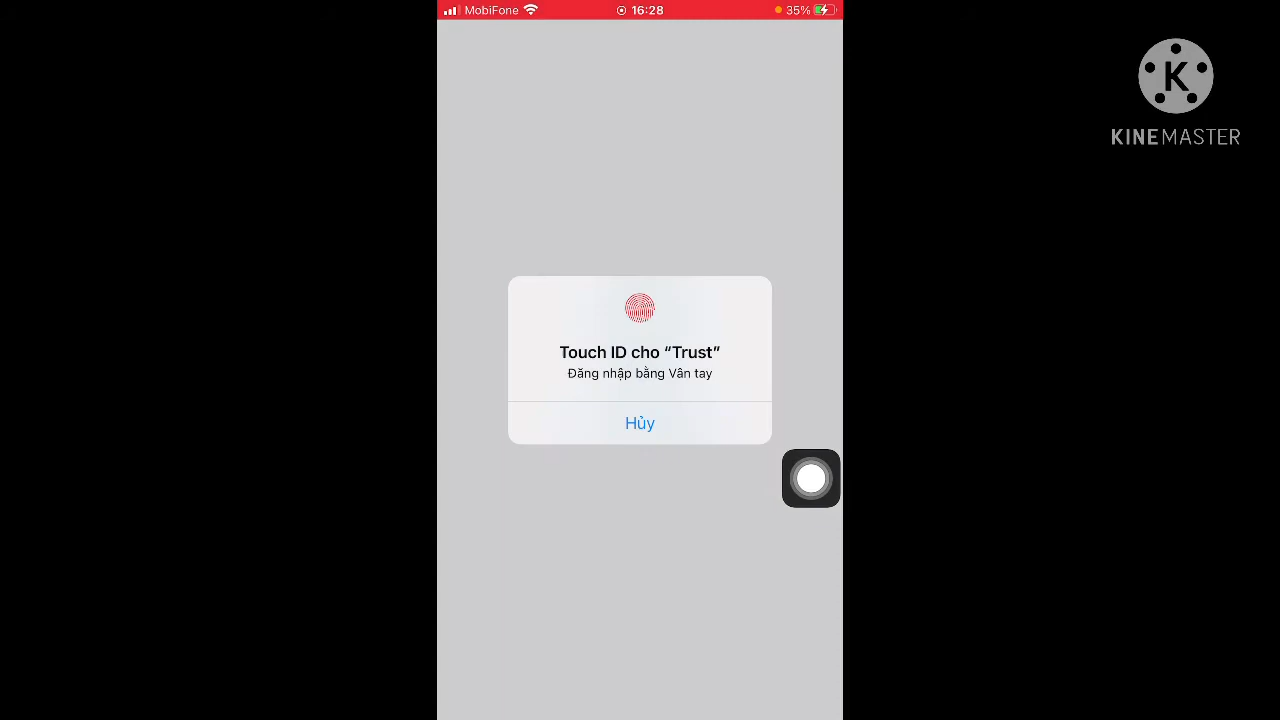 MobiFone 16:28 35%
K
KINEMASTER
Touch ID cho “Trust”
Đăng nhập bằng Vân tay
Hủy